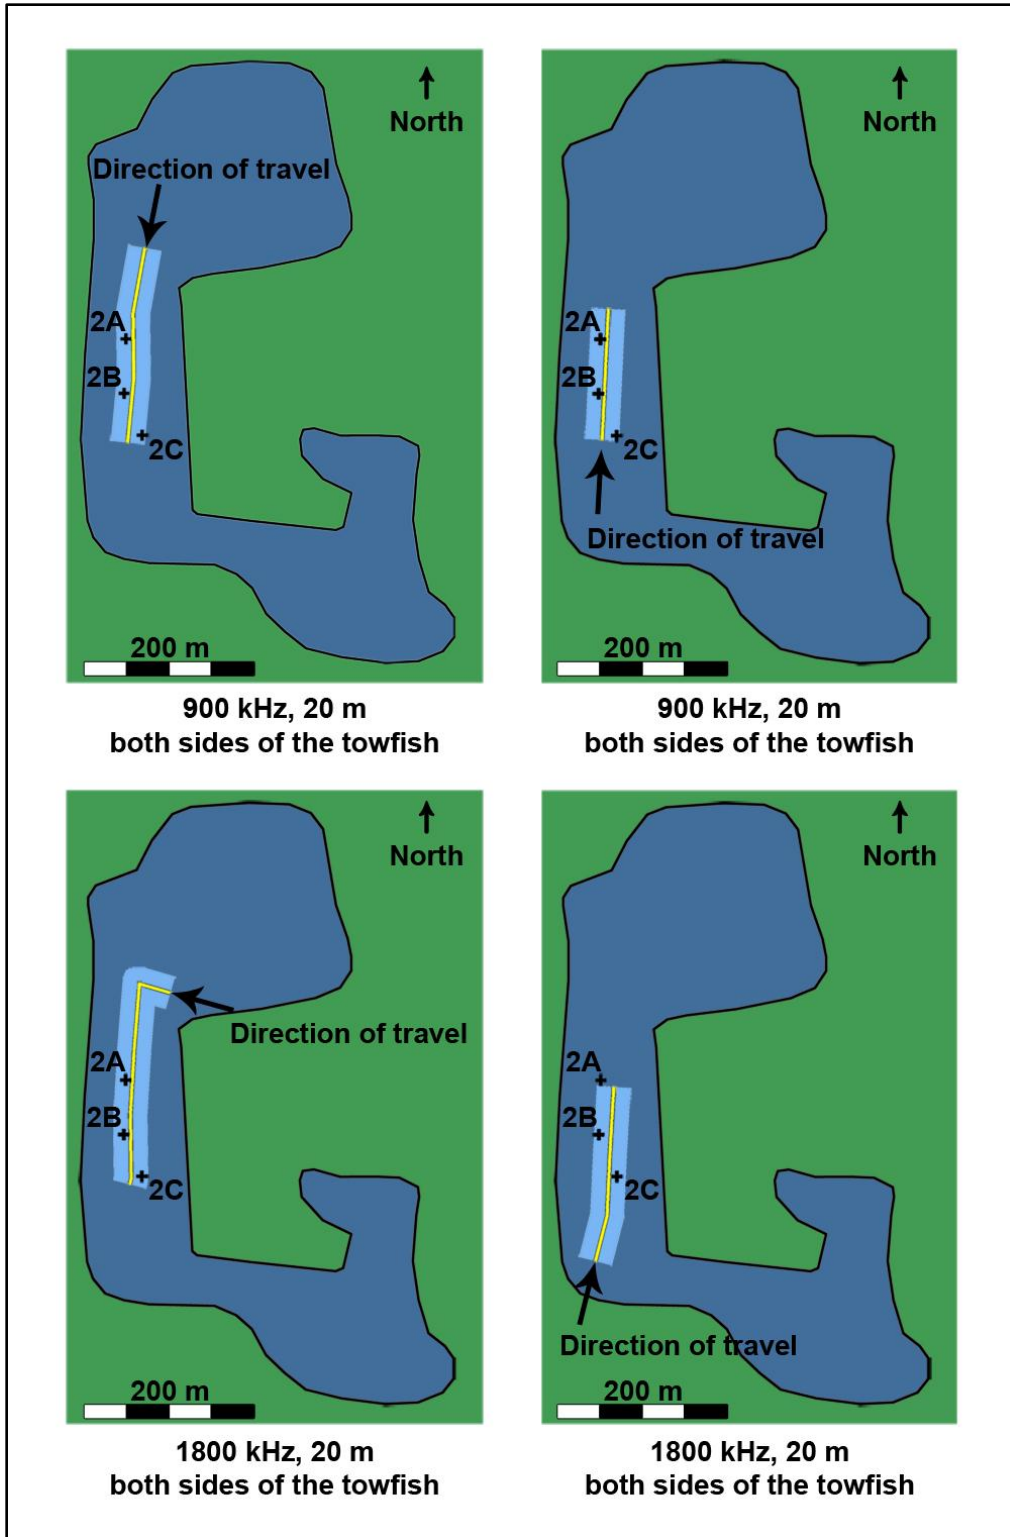 North
Direction of travel
2A
2B
2C
200 m
900 kHz, 20 m
both sides of the towfish
North
2A
2B
2C
Direction of travel
200 m
900 kHz, 20 m
both sides of the towfish
North
Direction of travel
2A
2B
2C
200 m
1800 kHz, 20 m
both sides of the towfish
North
2A
2B
2C
Direction of travel
200 m
1800 kHz, 20 m
both sides of the towfish